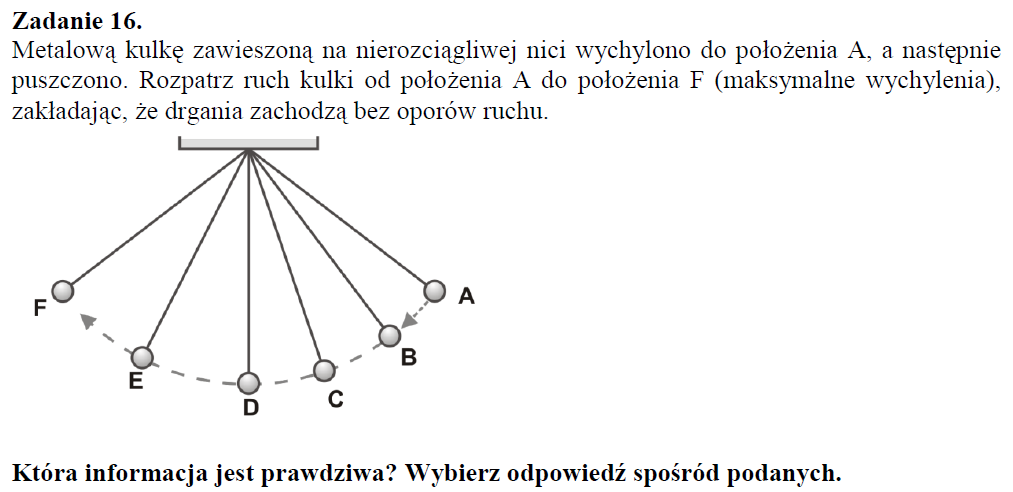 Zadanie 16.
Metalową kulkę zawieszoną na nierozciągliwej nici wychylono do położenia A, a następnie
puszczono. Rozpatrz ruch kulki od położenia A do położenia F (maksymalne wychylenia),
zakładając, że drgania zachodzą bez oporów ruchu.
F
A
B
E
C
D
Która informacja jest prawdziwa? Wybierz odpowiedź spośród podanych.